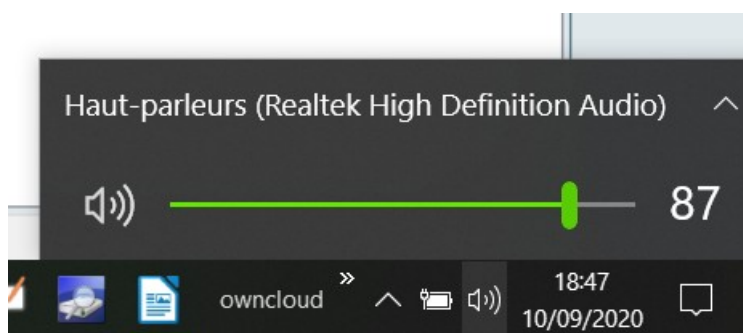 Haut-parleurs (Realtek High Definition Audio)
87
owncloud
18:47
10/09/2020